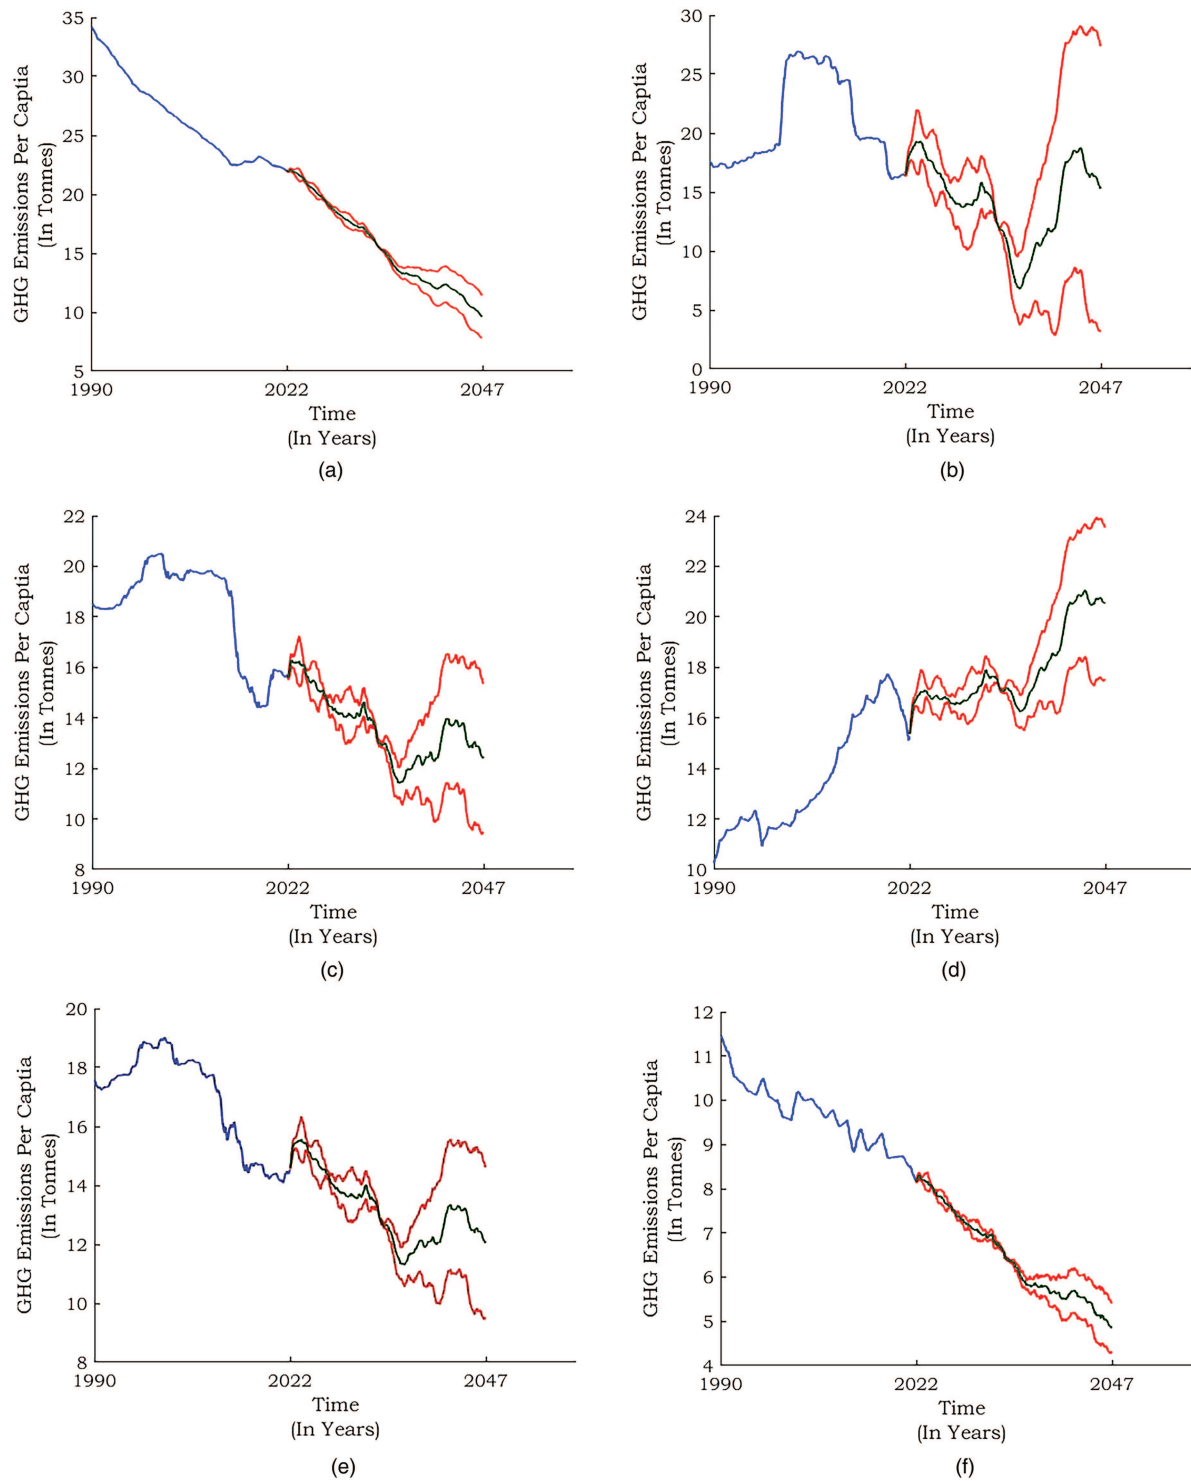 35
30
25
20
15
10
5
GHG Emissions Per Captia
(In Tonnes)
1990
2022
2047
Time
(In Years)
(a)
30
25
20
15
10
5
0
GHG Emissions Per Captia
(In Tonnes)
1990
2022
2047
Time
(In Years)
(b)
22
20
18
16
14
12
10
8
GHG Emissions Per Captia
(In Tonnes)
1990
2022
2047
Time
(In Years)
(c)
24
22
20
18
16
14
12
10
GHG Emissions Per Captia
(In Tonnes)
1990
2022
2047
Time
(In Years)
(d)
20
18
16
14
12
10
8
GHG Emissions Per Captia
(In Tonnes)
1990
2022
2047
Time
(In Years)
(e)
12
11
10
9
8
7
6
5
4
GHG Emissions Per Captia
(In Tonnes)
1990
2022
2047
Time
(In Years)
(f)